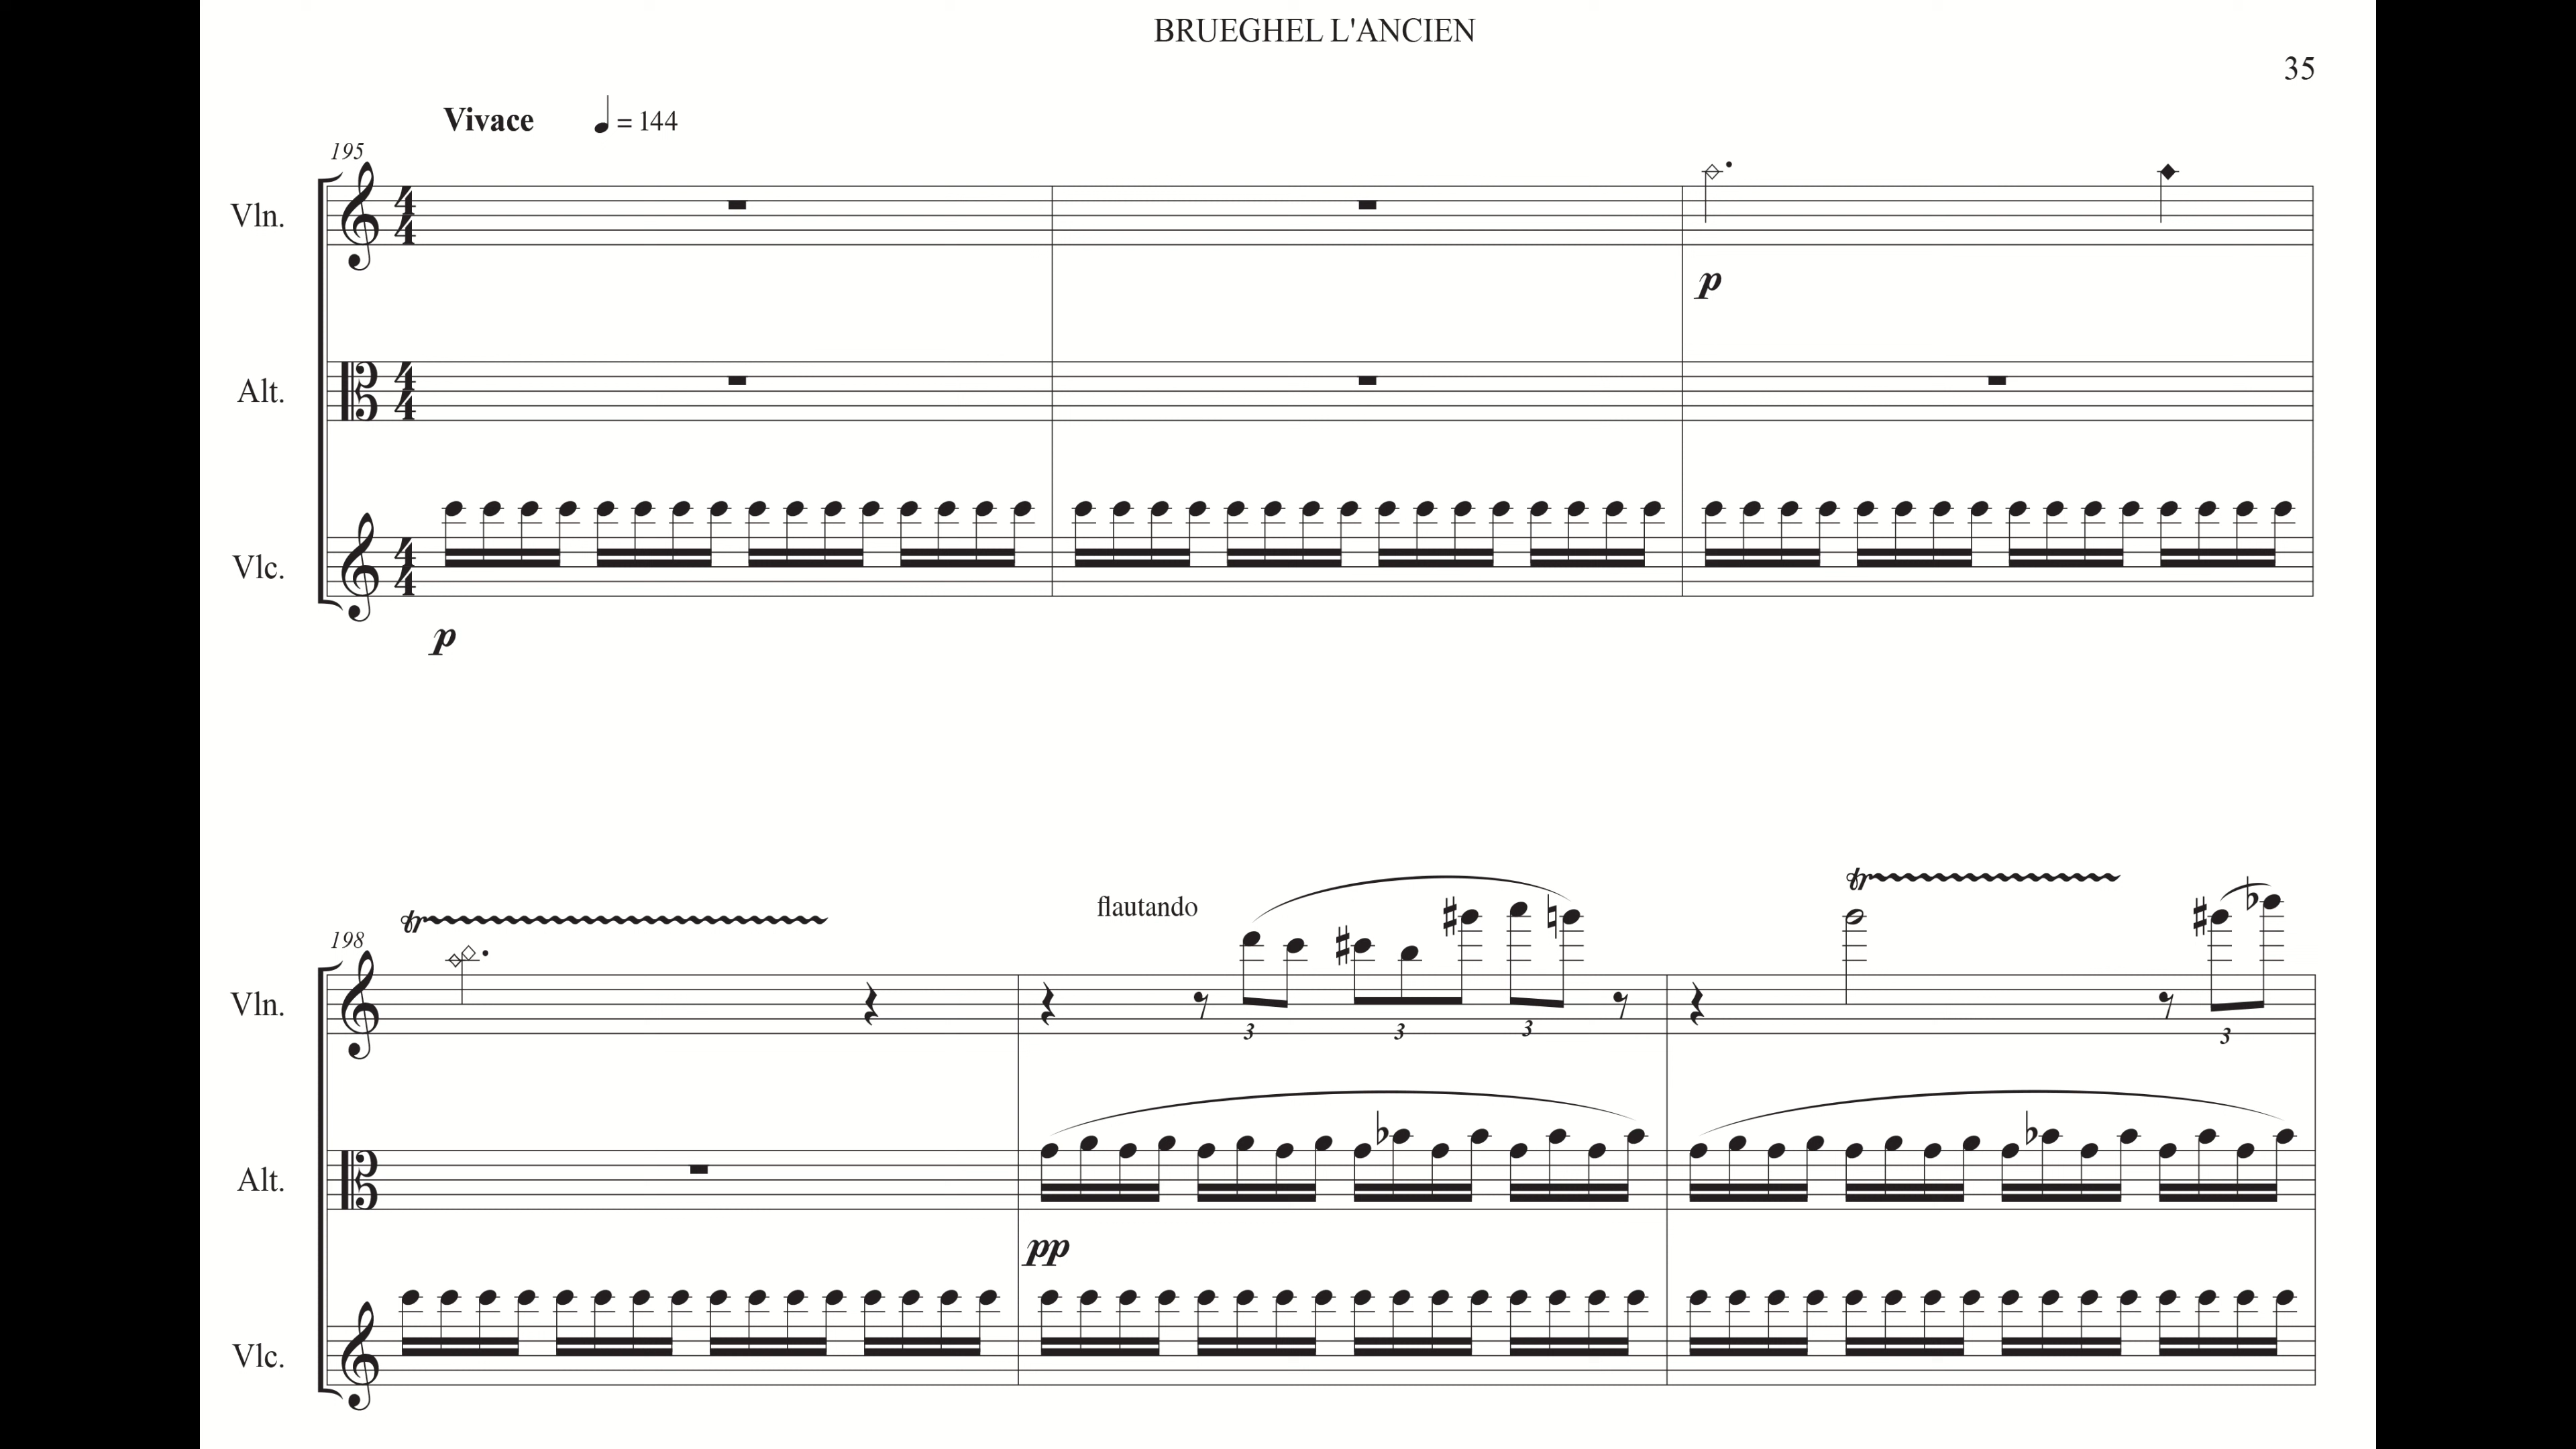 BRUEGHEL L'ANCIEN
35
Vivace = 144
195
Vln.
p
Alt.
Vlc.
p
tr
tr
198
flautando
Vln.
3 3 3 3
Alt.
pp
Vlc.